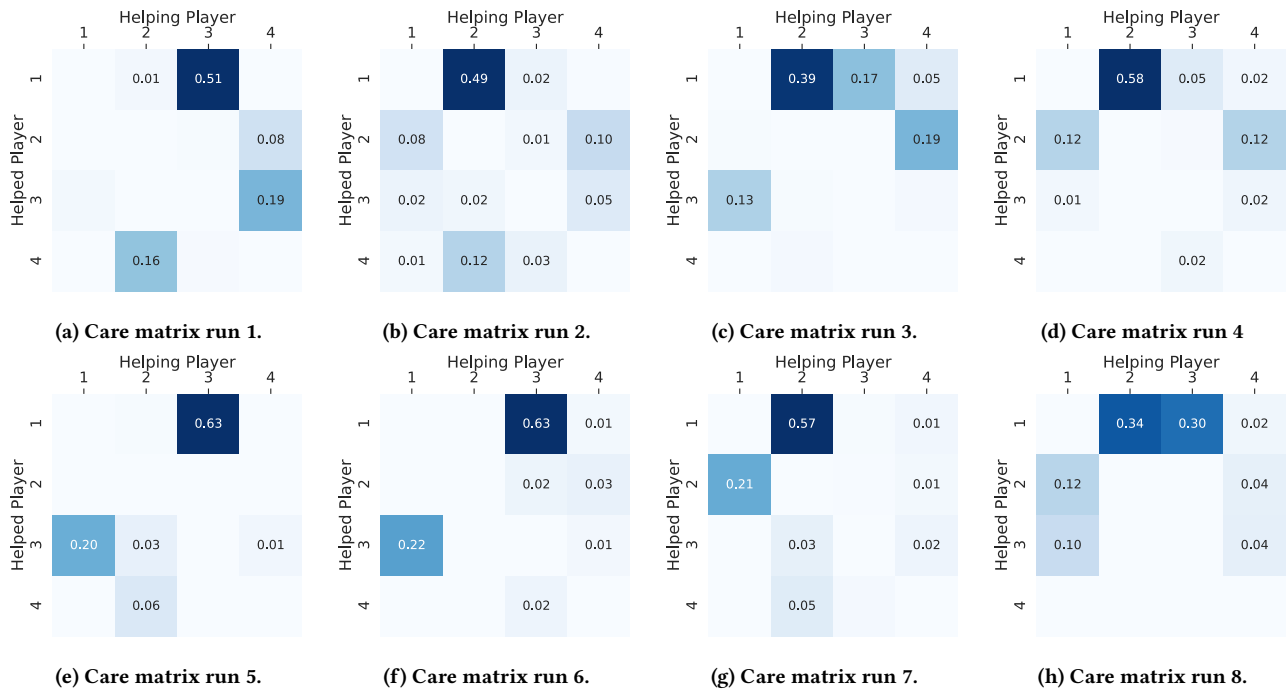 Helping Player
1 2 3 4
Helped Player
1 0.01 0.51
2 0.08
3 0.19
4 0.16
(a) Care matrix run 1.
Helping Player
1 2 3 4
Helped Player
1 0.49 0.02
2 0.08 0.01 0.10
3 0.02 0.02 0.05
4 0.01 0.12 0.03
(b) Care matrix run 2.
Helping Player
1 2 3 4
Helped Player
1 0.39 0.17 0.05
2 0.19
3 0.13
4
(c) Care matrix run 3.
Helping Player
1 2 3 4
Helped Player
1 0.58 0.05 0.02
2 0.12 0.12
3 0.01 0.02
4 0.02
(d) Care matrix run 4
Helping Player
1 2 3 4
Helped Player
1 0.63
2
3 0.20 0.03 0.01
4 0.06
(e) Care matrix run 5.
Helping Player
1 2 3 4
Helped Player
1 0.63 0.01
2 0.02 0.03
3 0.22 0.01
4 0.02
(f) Care matrix run 6.
Helping Player
1 2 3 4
Helped Player
1 0.57 0.01
2 0.21 0.01
3 0.03 0.02
4 0.05
(g) Care matrix run 7.
Helping Player
1 2 3 4
Helped Player
1 0.34 0.30 0.02
2 0.12 0.04
3 0.10 0.04
4
(h) Care matrix run 8.